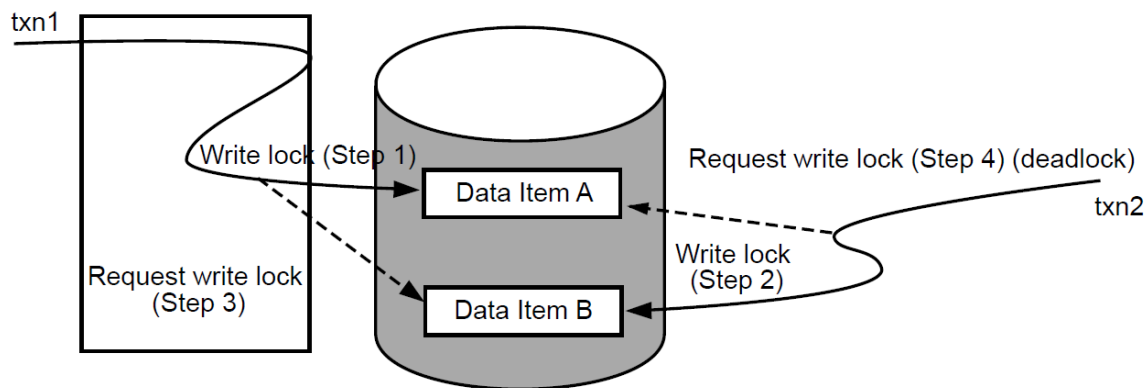 txn1
Write lock (Step 1)
Data Item A
Request write lock (Step 4) (deadlock)
txn2
Request write lock
(Step 3)
Write lock
(Step 2)
Data Item B